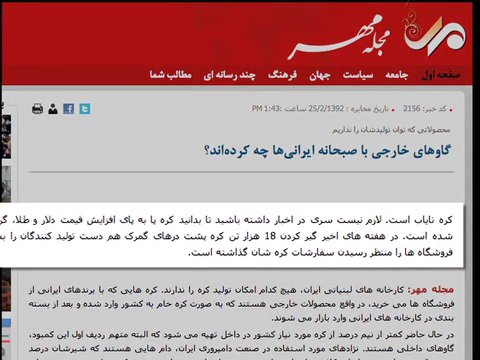 مجله مهر
صفحه اول جامعه سیاست جهان فرهنگ چند رسانه ای مطالب شما
کد خبر: 2156 تاریخ مخابره : 25/2/1392 ساعت: 1:43 PM
محصولاتی که توان تولیدشان را نداریم
گاوهای خارجی با صبحانه ایرانی‌ها چه کرده‌اند؟
کره نایاب است. لازم نیست سری در اخبار داشته باشید تا بدانید کره پا به پای افزایش قیمت دلار و طلا،
شده است. در هفته های اخیر گیر کردن 18 هزار تن کره پشت درهای گمرک هم دست تولید کنندگان را
فروشگاه ها را منتظر رسیدن سفارشات کره شان گذاشته است.
مجله مهر: کارخانه های لبنیاتی ایران، هیچ کدام امکان تولید کره را ندارند. کره هایی که با برندهای ایرانی از
فروشگاه ها می خرید، در واقع محصولات خارجی هستند که به صورت کره خام به کشور وارد شده و بعد از بسته
بندی در کارخانه های ایرانی وارد بازار می شوند.
در حال حاضر کمتر از نیم درصد از کره مورد نیاز کشور در داخل تهیه می شود که البته متهم ردیف اول این کمبود،
گاوهای داخلی هستند. نژادهای مورد استفاده در صنعت دامپروری ایران، دام هایی هستند که شیرشان درصد